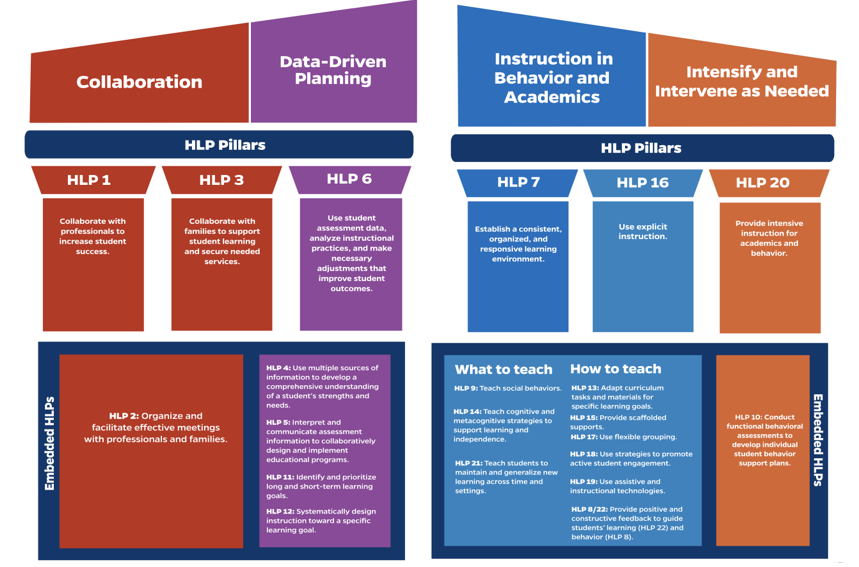 Collaboration
Data-Driven
Planning
HLP Pillars
HLP 1
HLP 3
HLP 6
Collaborate with
professionals to
increase student
success.
Collaborate with
families to support
student learning
and secure needed
services.
Use student
assessment data,
analyze instructional
practices, and make
necessary
adjustments that
improve student
outcomes.
Embedded HLPs
HLP 2: Organize and
facilitate effective meetings
with professionals and families.
HLP 4: Use multiple sources of
information to develop a
comprehensive understanding
of a student's strengths and
needs.
HLP 5: Interpret and
communicate assessment
information to collaboratively
design and implement
educational programs.
HLP 11: Identify and prioritize
long and short-term learning
goals.
HLP 12: Systematically design
instruction toward a specific
learning goal.
Instruction in
Behavior and
Academics
Intensify and
Intervene as Needed
HLP Pillars
HLP 7
HLP 16
HLP 20
Establish a consistent,
organized, and
responsive learning
environment.
Use explicit
instruction.
Provide intensive
instruction for
academics and
behavior.
What to teach
HLP 9: Teach social behaviors.
HLP 14: Teach cognitive and
metacognitive strategies to
support learning and
independence.
HLP 21: Teach students to
maintain and generalize new
learning across time and
settings.
How to teach
HLP 13: Adapt curriculum
tasks and materials for
specific learning goals.
HLP 15: Provide scaffolded
supports.
HLP 17: Use flexible grouping.
HLP 18: Use strategies to promote
active student engagement.
HLP 19: Use assistive and
instructional technologies.
HLP 8/22: Provide positive and
constructive feedback to guide
students' learning (HLP 22) and
behavior (HLP 8).
HLP 10: Conduct
functional behavioral
assessments to
develop individual
student behavior
support plans.
Embedded HLPs